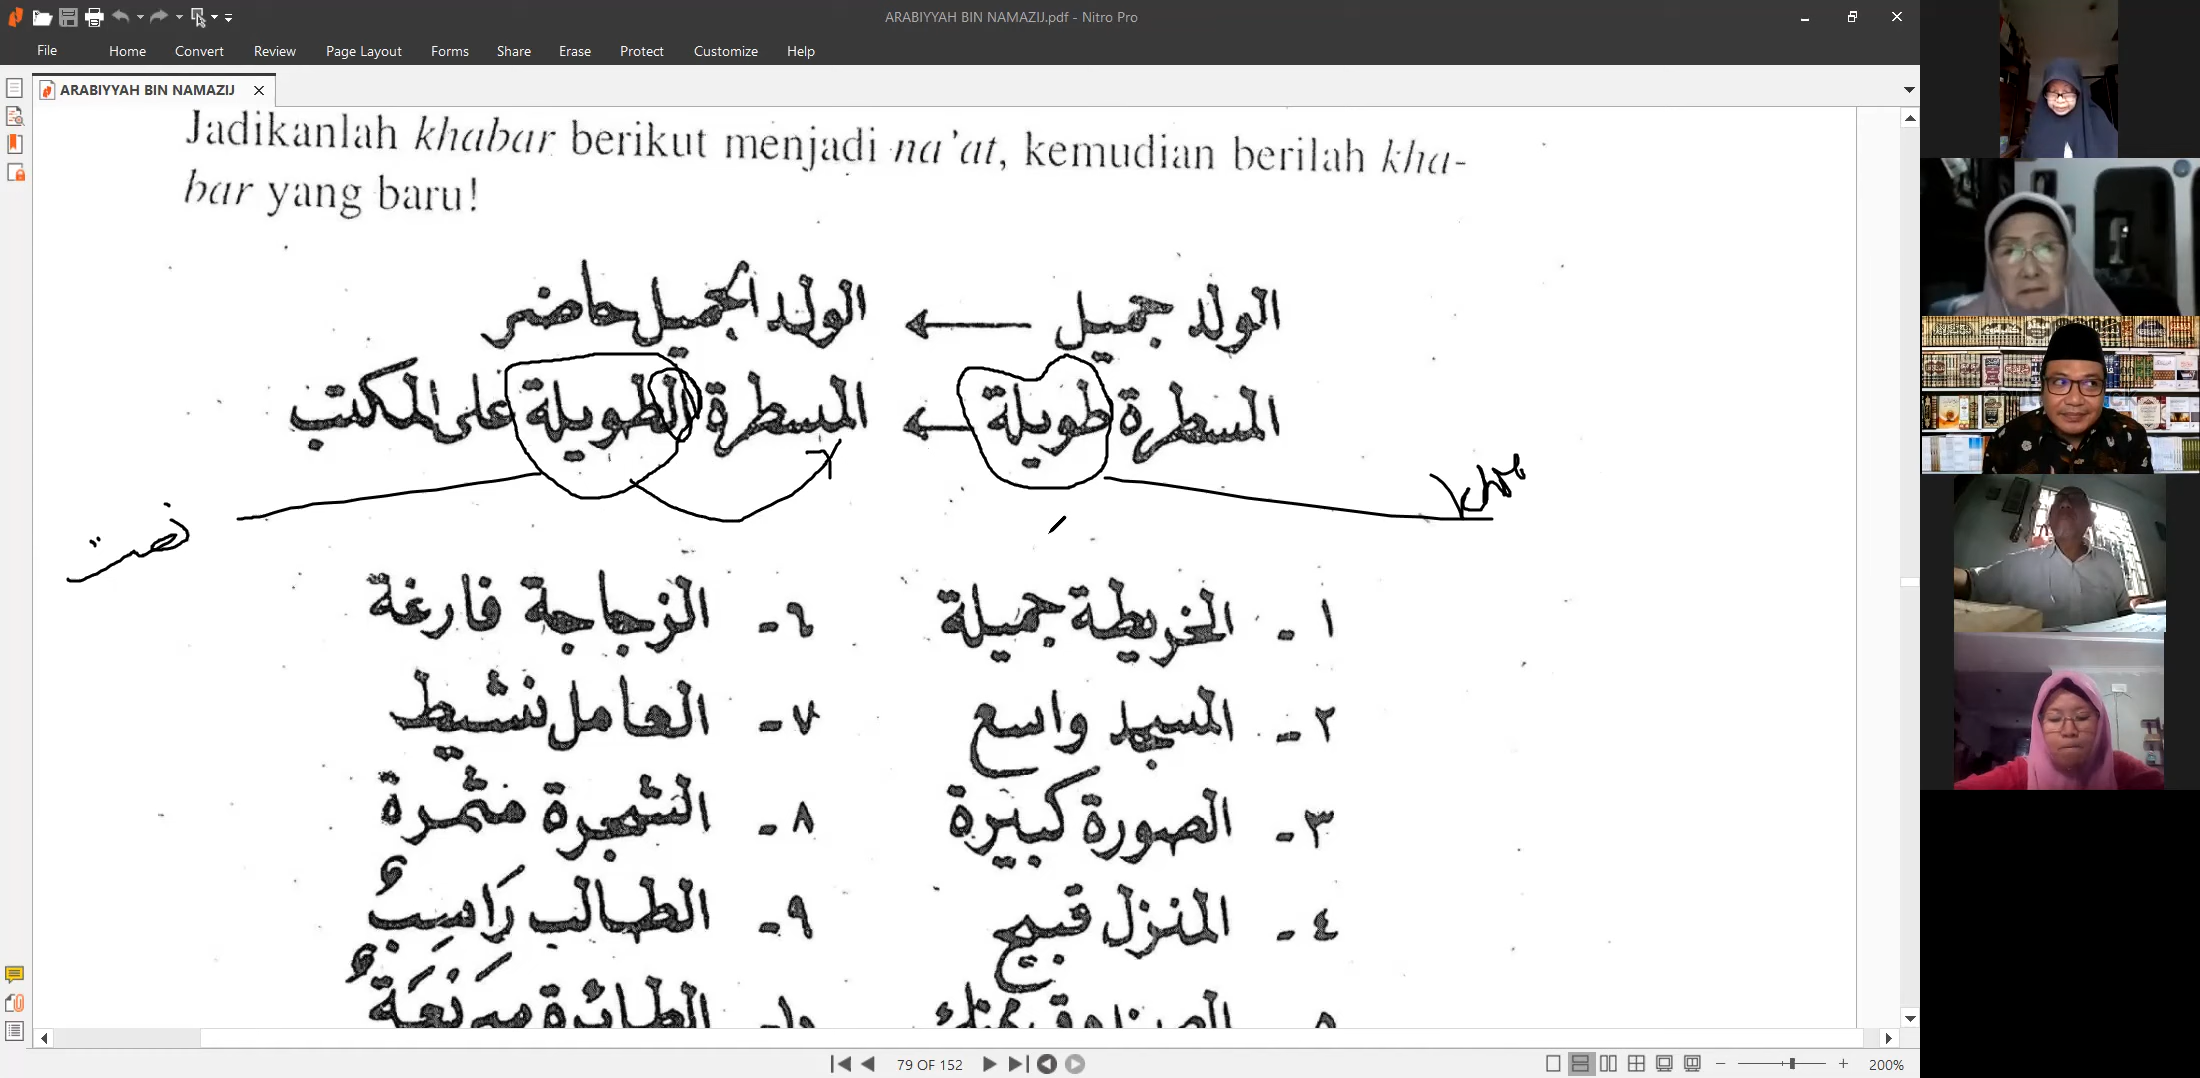 ARABIYYAH BIN NAMAZIJ.pdf - Nitro Pro
File Home Convert Review Page Layout Forms Share Erase Protect Customize Help
ARABIYYAH BIN NAMAZIJ
Jadikanlah khabar berikut menjadi na'at, kemudian berilah kha-
bar yang baru!
الولد جميل ← الولد الجميل حاضر
المسطرة طويلة ← المسطرة الطويلة على المكتب
١ - الخريطة جميلة
٢ - المسجد واسع
٣ - الصورة كبيرة
٤ - المنزل قبيح
٦ - الزجاجة فارغة
٧ - العامل نشيط
٨ - الشجرة مثمرة
٩ - الطالب رَاسِبٌ
79 OF 152
200%